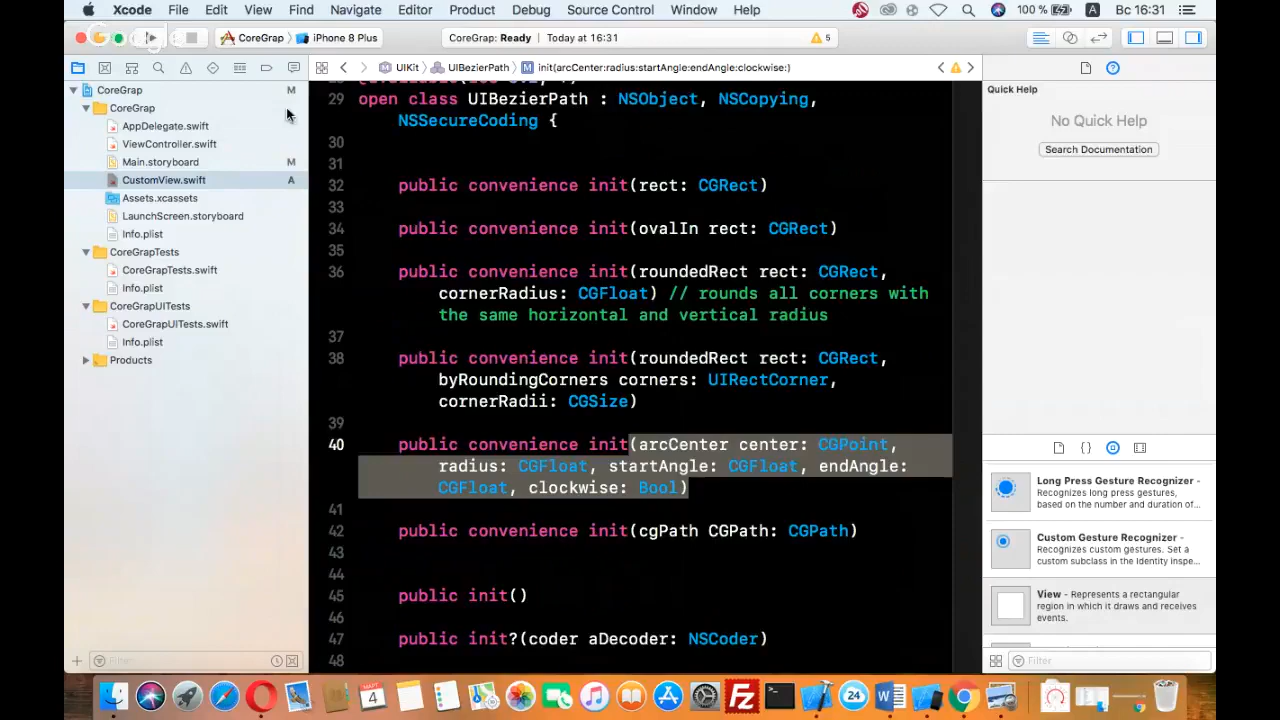 Xcode File Edit View Find Navigate Editor Product Debug Source Control Window Help 100 % A Вс 16:31
CoreGrap iPhone 8 Plus CoreGrap: Ready Today at 16:31 5
UIKit UIBezierPath M init(arcCenter:radius:startAngle:endAngle:clockwise:)
CoreGrap M
CoreGrap
AppDelegate.swift
ViewController.swift
Main.storyboard M
CustomView.swift A
Assets.xcassets
LaunchScreen.storyboard
Info.plist
CoreGrapTests
CoreGrapTests.swift
Info.plist
CoreGrapUITests
CoreGrapUITests.swift
Info.plist
Products
Filter
29 open class UIBezierPath : NSObject, NSCopying,
NSSecureCoding {
30
31
32 public convenience init(rect: CGRect)
33
34 public convenience init(ovalIn rect: CGRect)
35
36 public convenience init(roundedRect rect: CGRect,
cornerRadius: CGFloat) // rounds all corners with
the same horizontal and vertical radius
37
38 public convenience init(roundedRect rect: CGRect,
byRoundingCorners corners: UIRectCorner,
cornerRadii: CGSize)
39
40 public convenience init(arcCenter center: CGPoint,
radius: CGFloat, startAngle: CGFloat, endAngle:
CGFloat, clockwise: Bool)
41
42 public convenience init(cgPath CGPath: CGPath)
43
44
45 public init()
46
47 public init?(coder aDecoder: NSCoder)
48
Quick Help
No Quick Help
Search Documentation
Long Press Gesture Recognizer -
Recognizes long press gestures,
based on the number and duration of...
Custom Gesture Recognizer -
Recognizes custom gestures. Set a
custom subclass in the identity inspe...
View - Represents a rectangular
region in which it draws and receives
events.
Filter
МАРТ
4
Fz
24
W